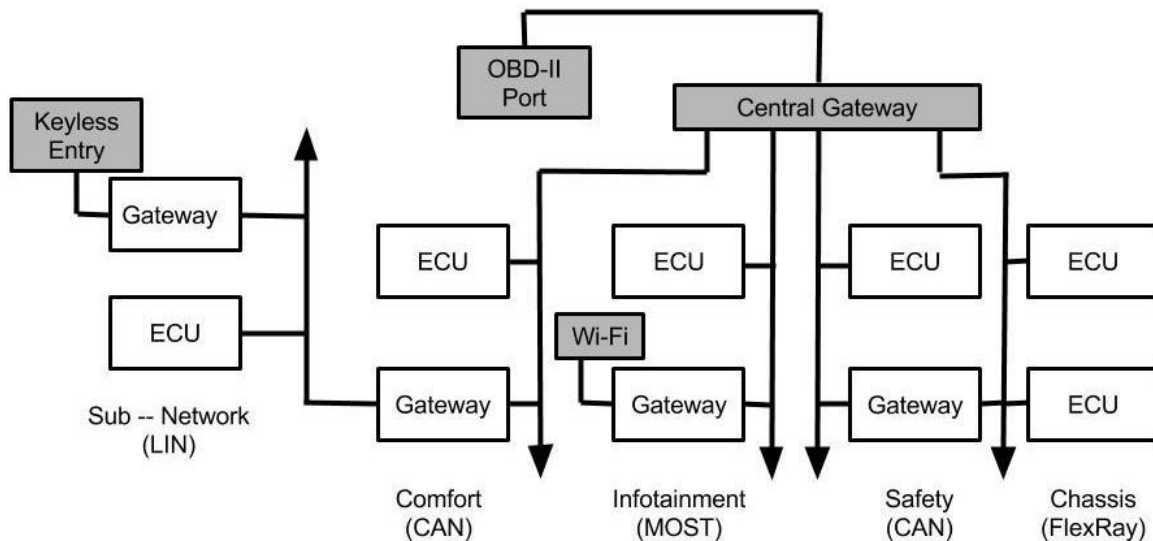 OBD-II
Port
Central Gateway
Keyless
Entry
Gateway
ECU
ECU
ECU
ECU
ECU
Wi-Fi
Gateway
Gateway
Gateway
ECU
Sub -- Network
(LIN)
Comfort
(CAN)
Infotainment
(MOST)
Safety
(CAN)
Chassis
(FlexRay)